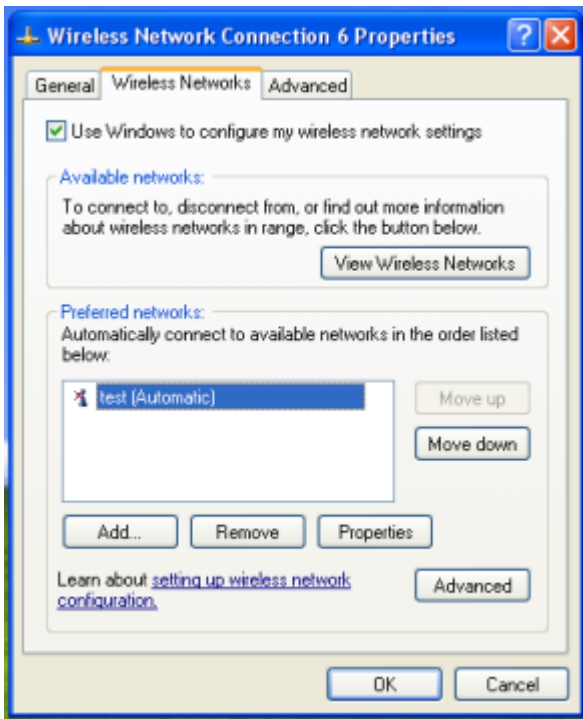 Wireless Network Connection 6 Properties
General Wireless Networks Advanced
Use Windows to configure my wireless network settings
Available networks:
To connect to, disconnect from, or find out more information
about wireless networks in range, click the button below.
View Wireless Networks
Preferred networks:
Automatically connect to available networks in the order listed
below:
test (Automatic)
Move up
Move down
Add... Remove Properties
Learn about setting up wireless network
configuration.
Advanced
OK Cancel